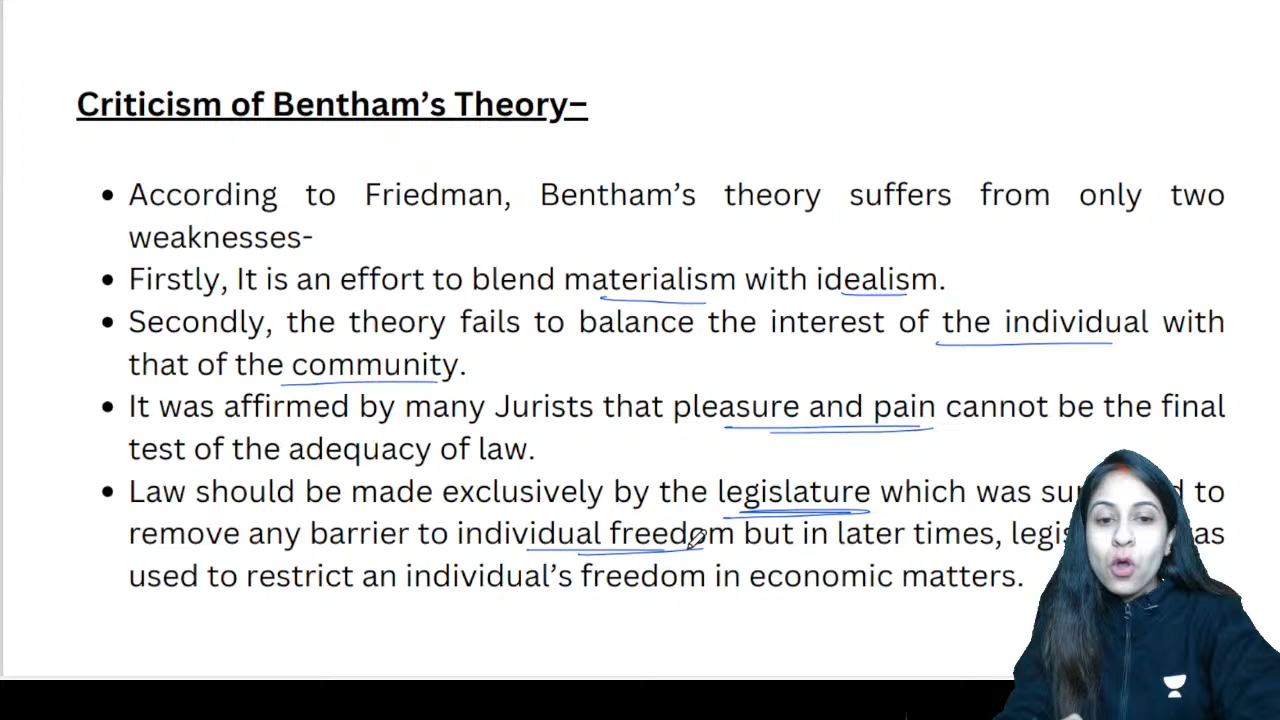 Criticism of Bentham's Theory–
• According to Friedman, Bentham's theory suffers from only two
weaknesses-
• Firstly, It is an effort to blend materialism with idealism.
• Secondly, the theory fails to balance the interest of the individual with
that of the community.
• It was affirmed by many Jurists that pleasure and pain cannot be the final
test of the adequacy of law.
• Law should be made exclusively by the legislature which was to
remove any barrier to individual freedom but in later times,
used to restrict an individual's freedom in economic matters.